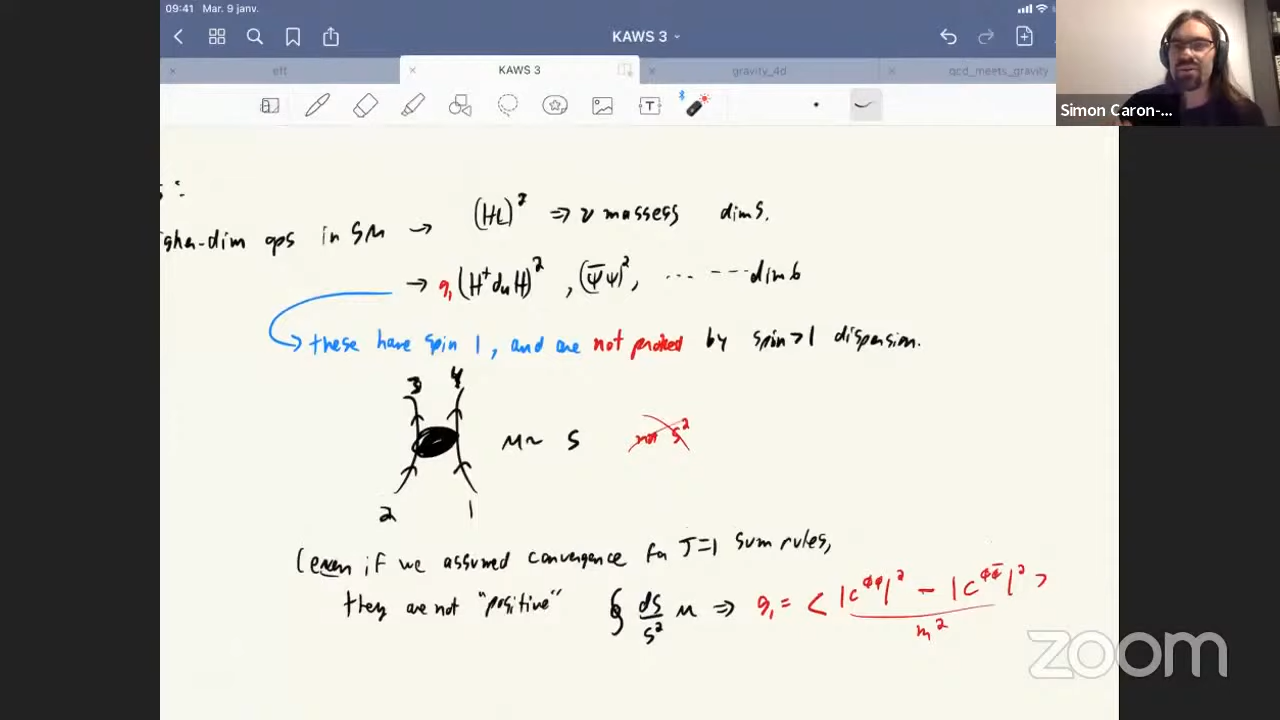 09:41 Mar. 9 janv.
KAWS 3
eft
KAWS 3
gravity_4d
qcd_meets_gravity
Simon Caron-...
s:
igher-dim ops in SM → (HL)² ⇒ ν massess dim 5.
→ g₁ (H⁺∂μH)², (Ψ̄Ψ)², ... --- dim 6
these have spin 1, and are not probed by spin>1 dispersion.
3 4
M ~ s not s²
2 1
(even if we assumed convergence for J=1 sum rules,
they are not "positive" ∮ ds/s² M ⇒ g₁ = < |c^φφ|² - |c^φφ̄|² / m² >
zoom